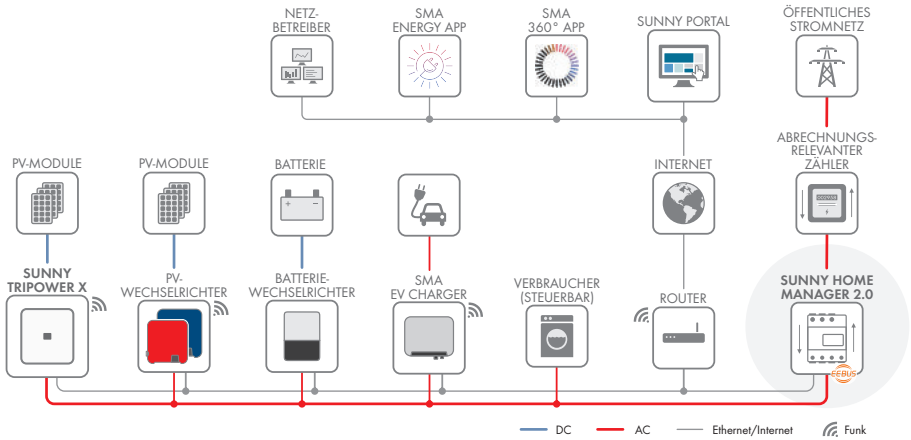 NETZ-
BETREIBER
SMA
ENERGY APP
SMA
360° APP
SUNNY PORTAL
ÖFFENTLICHES
STROMNETZ
PV-MODULE
PV-MODULE
BATTERIE
INTERNET
ABRECHNUNGS-
RELEVANTER
ZÄHLER
SUNNY
TRIPOWER X
PV-
WECHSELRICHTER
BATTERIE-
WECHSELRICHTER
SMA
EV CHARGER
VERBRAUCHER
(STEUERBAR)
ROUTER
SUNNY HOME
MANAGER 2.0
EEBUS
DC
AC
Ethernet/Internet
Funk